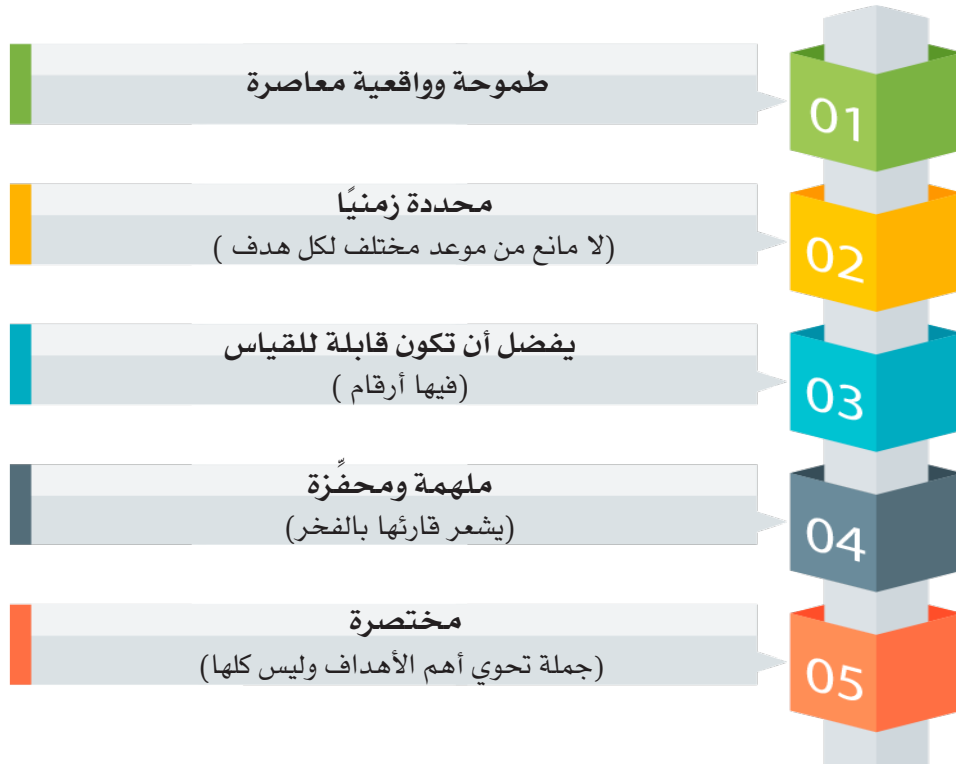 طموحة وواقعية معاصرة
01
محددة زمنيًا
(لا مانع من موعد مختلف لكل هدف )
02
يفضل أن تكون قابلة للقياس
(فيها أرقام )
03
ملهمة ومحفِّزة
(يشعر قارئها بالفخر)
04
مختصرة
(جملة تحوي أهم الأهداف وليس كلها)
05